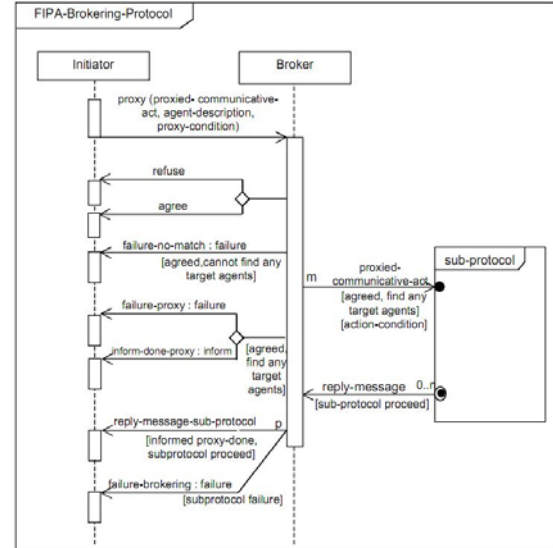 FIPA-Brokering-Protocol
Initiator
Broker
proxy (proxied- communicative-
act, agent-description,
proxy-condition)
refuse
agree
failure-no-match : failure
[agreed,cannot find any
target agents]
sub-protocol
m
proxied-
communicative-act
[agreed, find any
target agents]
[action-condition]
failure-proxy : failure
inform-done-proxy : inform
[agreed,
find any
target
agents]
reply-message
0..n
[sub-protocol proceed]
reply-message-sub-protocol
p
[informed proxy-done,
subprotocol proceed]
failure-brokering : failure
[subprotocol failure]